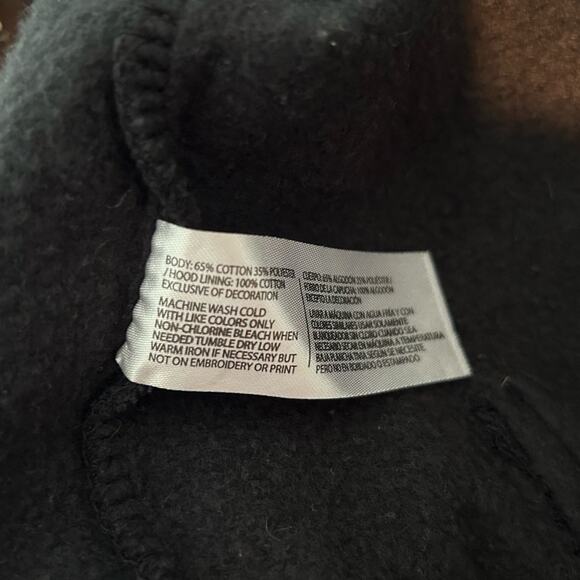 BODY: 65% COTTON 35% POLYESTER
/ HOOD LINING: 100% COTTON
EXCLUSIVE OF DECORATION
MACHINE WASH COLD
WITH LIKE COLORS ONLY
NON-CHLORINE BLEACH WHEN
NEEDED TUMBLE DRY LOW
WARM IRON IF NECESSARY BUT
NOT ON EMBROIDERY OR PRINT
CUERPO: 65% ALGODÓN 35% POLIÉSTER /
FORRO DE LA CAPUCHA: 100% ALGODÓN
EXCEPTO LA DECORACIÓN
LAVAR A MÁQUINA CON AGUA FRÍA Y CON
COLORES SIMILARES USAR SOLAMENTE
BLANQUEADOR SIN CLORO CUANDO SEA
NECESARIO SECAR EN MÁQUINA A TEMPERATURA
BAJA PLANCHA TIVIA SEGÚN SE NECESITE
PERO NO EN BORDADO O ESTAMPADO